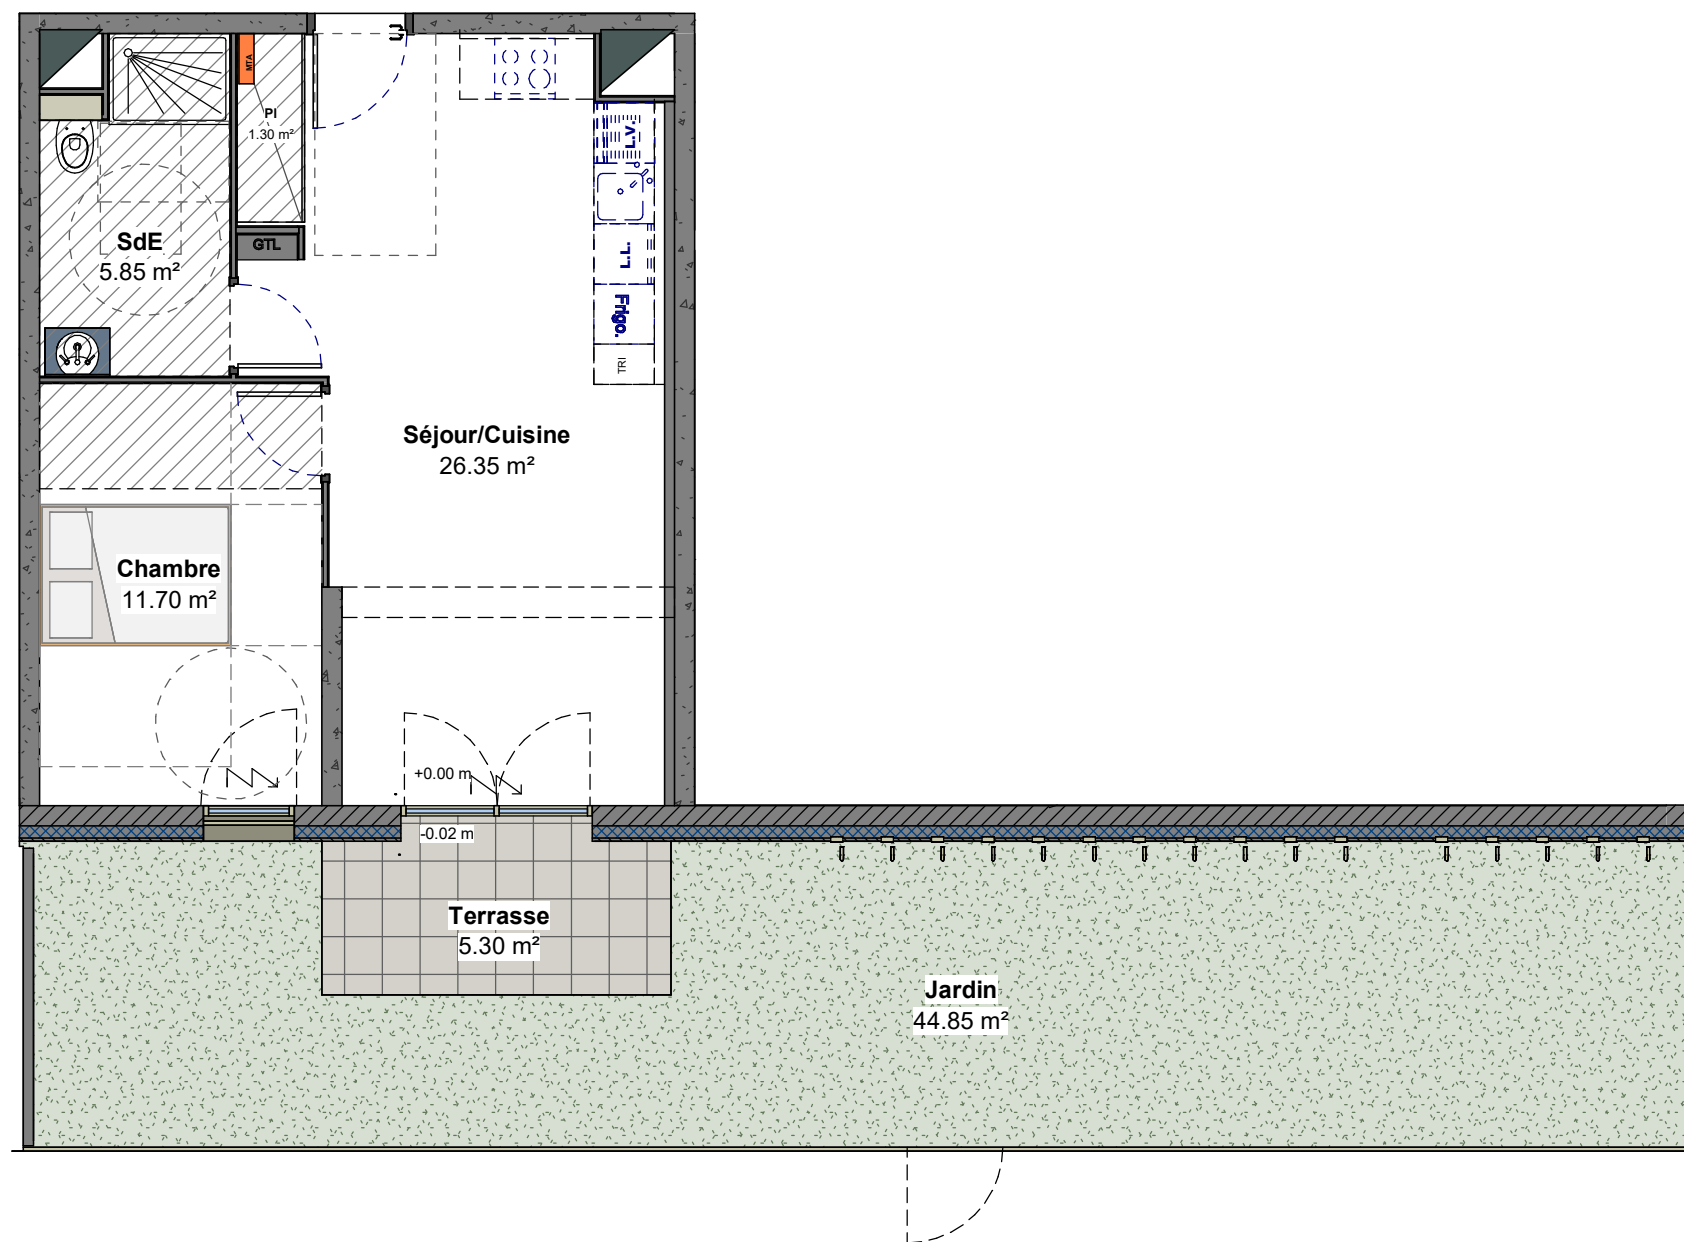 MTA
PI
1.30 m²
L.V.
SdE
5.85 m²
GTL
L.L.
Frigo.
TRI
Séjour/Cuisine
26.35 m²
Chambre
11.70 m²
+0.00 m
-0.02 m
Terrasse
5.30 m²
Jardin
44.85 m²